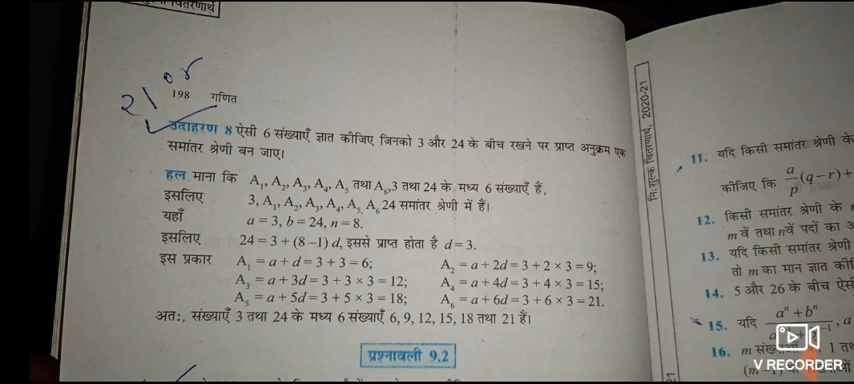 21/08
198 गणित
उदाहरण 8 ऐसी 6 संख्याएँ ज्ञात कीजिए जिनको 3 और 24 के बीच रखने पर प्राप्त अनुक्रम एक
समांतर श्रेणी बन जाए।
हल माना कि A₁, A₂, A₃, A₄, A₅ तथा A₆,3 तथा 24 के मध्य 6 संख्याएँ हैं,
इसलिए 3, A₁, A₂, A₃, A₄, A₅, A₆ 24 समांतर श्रेणी में हैं।
यहाँ a = 3, b = 24, n = 8.
इसलिए 24 = 3 + (8 –1) d, इससे प्राप्त होता है d = 3.
इस प्रकार A₁ = a + d = 3 + 3 = 6; A₂ = a + 2d = 3 + 2 × 3 = 9;
A₃ = a + 3d = 3 + 3 × 3 = 12; A₄ = a + 4d = 3 + 4 × 3 = 15;
A₅ = a + 5d = 3 + 5 × 3 = 18; A₆ = a + 6d = 3 + 6 × 3 = 21.
अतः, संख्याएँ 3 तथा 24 के मध्य 6 संख्याएँ 6, 9, 12, 15, 18 तथा 21 हैं।
प्रश्नावली 9.2
नि:शुल्क वितरणार्थ, 2020-21
11. यदि किसी समांतर श्रेणी के
कीजिए कि a/p (q – r) +
12. किसी समांतर श्रेणी के
m वें तथा n वें पदों का
13. यदि किसी समांतर श्रेणी
तो m का मान ज्ञात
14. 5 और 26 के बीच
15. यदि aⁿ + bⁿ
16. m 1
V RECORDER